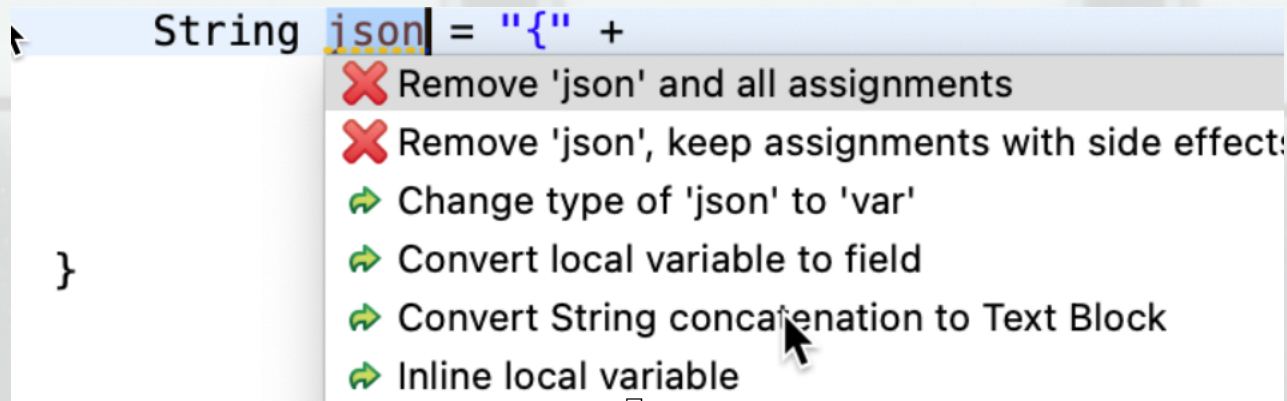 String json = "{" +
Remove 'json' and all assignments
Remove 'json', keep assignments with side effects
Change type of 'json' to 'var'
Convert local variable to field
}
Convert String concatenation to Text Block
Inline local variable